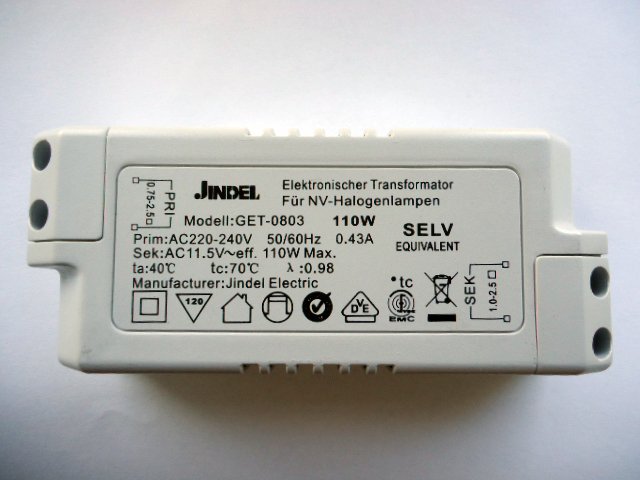 JINDEL
Elektronischer Transformator
Für NV-Halogenlampen
Modell:GET-0803 110W
Prim:AC220-240V 50/60Hz 0.43A
Sek:AC11.5V~eff. 110W Max.
ta:40℃ tc:70℃ λ:0.98
Manufacturer:Jindel Electric
SELV
EQUIVALENT
PRI
0.75-2.5
SEK
1.0-2.5
•tc
120
VDE
EMC